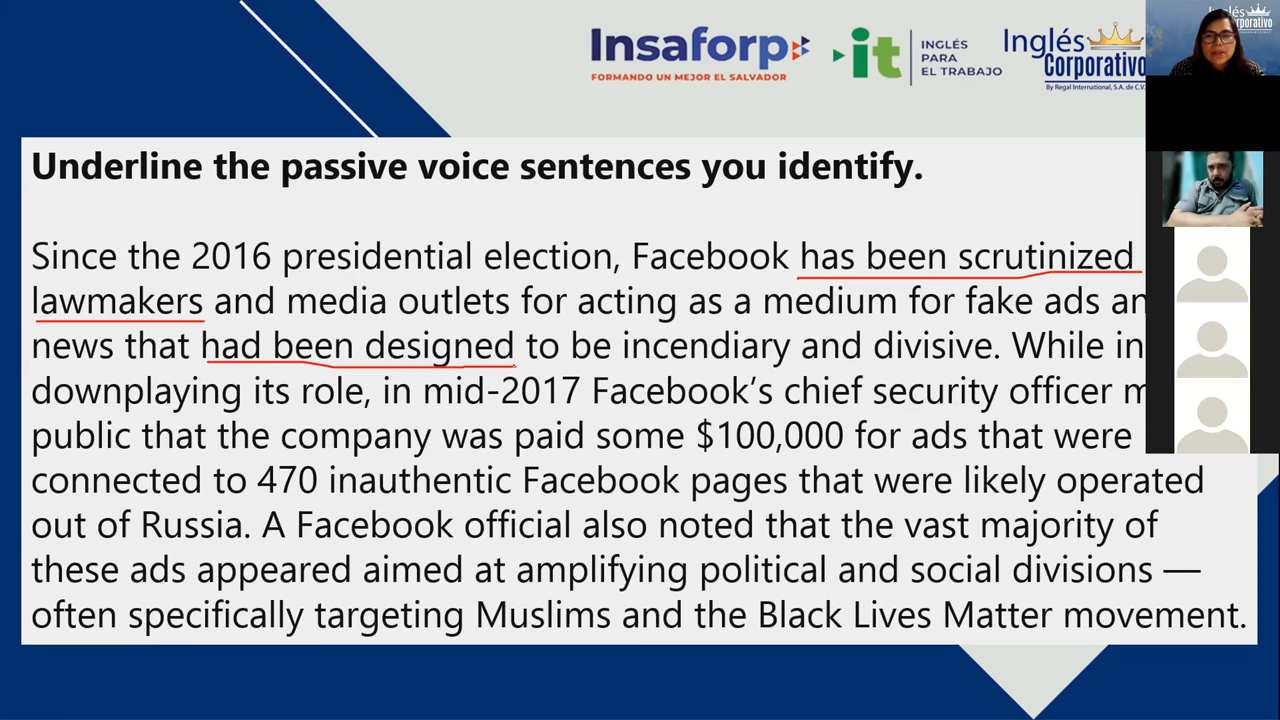 Insaforp
FORMANDO UN MEJOR EL SALVADOR
it
INGLÉS
PARA
EL TRABAJO
Inglés
Corporativo
By Regal International, S.A. de C.V.
Underline the passive voice sentences you identify.
Since the 2016 presidential election, Facebook has been scrutinized
lawmakers and media outlets for acting as a medium for fake ads an
news that had been designed to be incendiary and divisive. While in
downplaying its role, in mid-2017 Facebook’s chief security officer m
public that the company was paid some $100,000 for ads that were
connected to 470 inauthentic Facebook pages that were likely operated
out of Russia. A Facebook official also noted that the vast majority of
these ads appeared aimed at amplifying political and social divisions —
often specifically targeting Muslims and the Black Lives Matter movement.